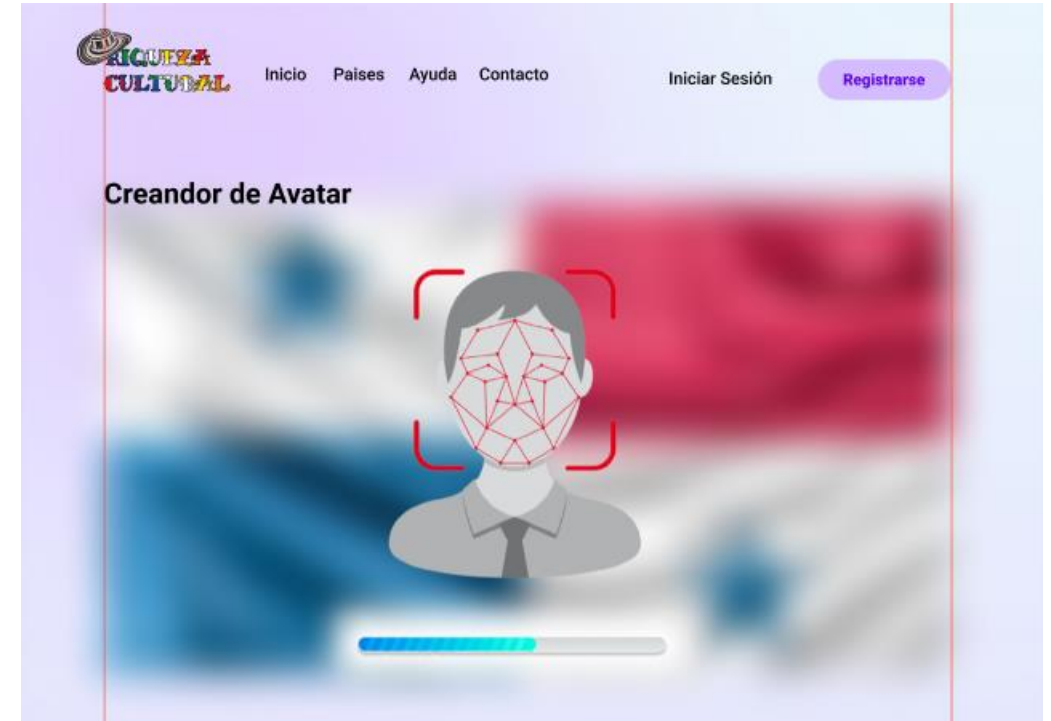 RIQUEZA
CULTURAL
Inicio Paises Ayuda Contacto Iniciar Sesión Registrarse
Creandor de Avatar